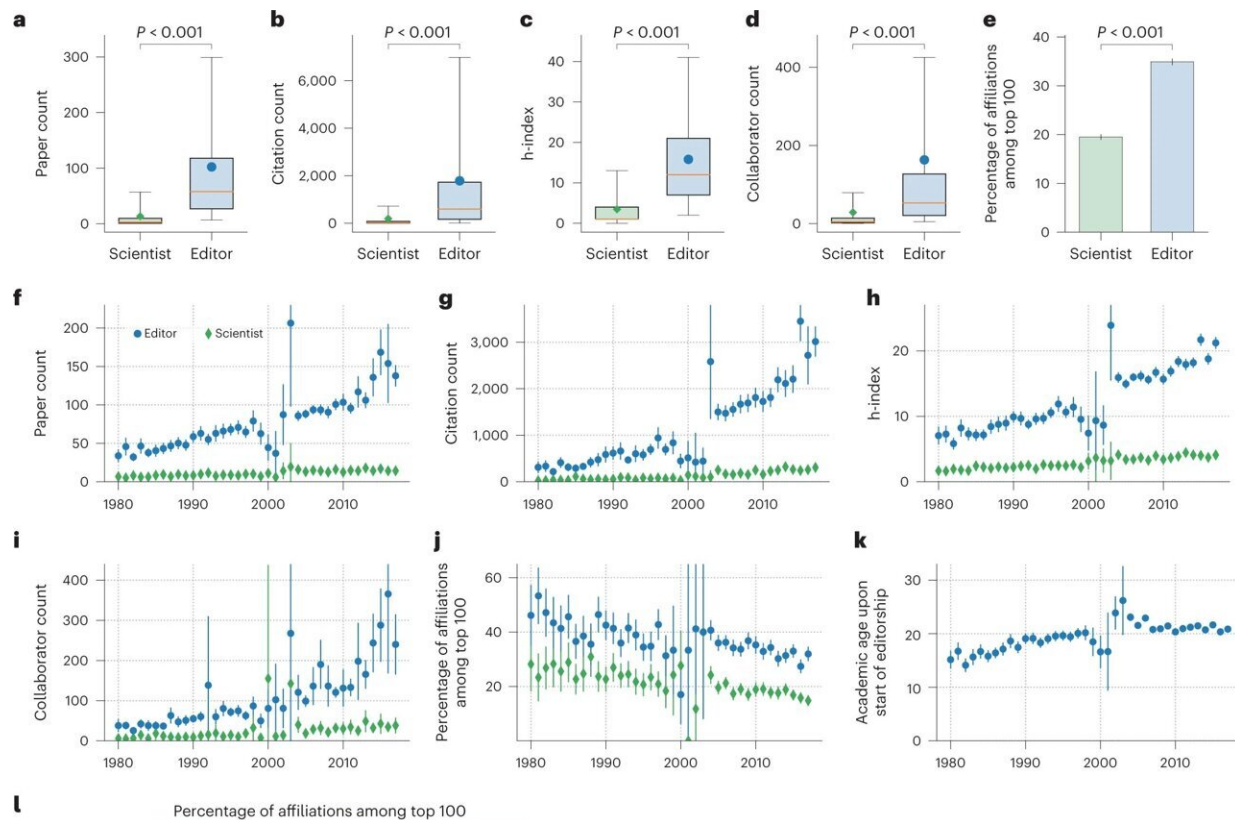 a
P < 0.001
Paper count
300
200
100
0
Scientist
Editor
b
P < 0.001
Citation count
6,000
4,000
2,000
0
Scientist
Editor
c
P < 0.001
h-index
40
30
20
10
0
Scientist
Editor
d
P < 0.001
Collaborator count
400
200
0
Scientist
Editor
e
P < 0.001
Percentage of affiliations
among top 100
40
30
20
10
0
Scientist
Editor
f
Editor
Scientist
Paper count
200
150
100
50
0
1980
1990
2000
2010
g
Citation count
3,000
2,000
1,000
0
1980
1990
2000
2010
h
h-index
20
10
0
1980
1990
2000
2010
i
Collaborator count
400
300
200
100
0
1980
1990
2000
2010
j
Percentage of affiliations
among top 100
60
40
20
1980
1990
2000
2010
k
Academic age upon
start of editorship
30
20
10
0
1980
1990
2000
2010
l
Percentage of affiliations among top 100